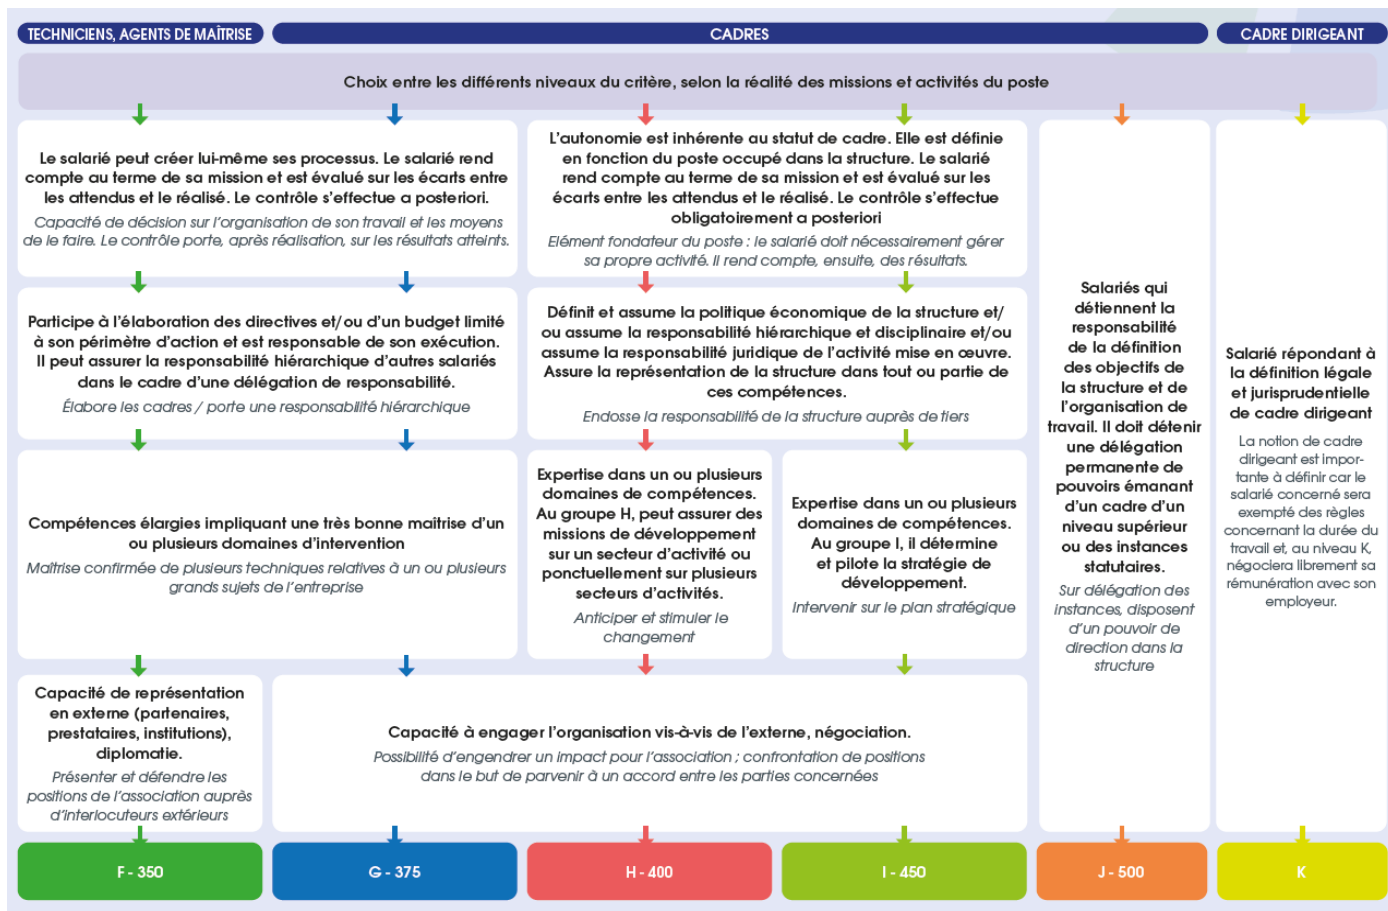 TECHNICIENS, AGENTS DE MAÎTRISE
CADRES
CADRE DIRIGEANT
Choix entre les différents niveaux du critère, selon la réalité des missions et activités du poste
Le salarié peut créer lui-même ses processus. Le salarié rend
compte au terme de sa mission et est évalué sur les écarts entre
les attendus et le réalisé. Le contrôle s'effectue a posteriori.
Capacité de décision sur l'organisation de son travail et les moyens
de le faire. Le contrôle porte, après réalisation, sur les résultats atteints.
L'autonomie est inhérente au statut de cadre. Elle est définie
en fonction du poste occupé dans la structure. Le salarié
rend compte au terme de sa mission et est évalué sur les
écarts entre les attendus et le réalisé. Le contrôle s'effectue
obligatoirement a posteriori
Elément fondateur du poste : le salarié doit nécessairement gérer
sa propre activité. Il rend compte, ensuite, des résultats.
Participe à l'élaboration des directives et/ou d'un budget limité
à son périmètre d'action et est responsable de son exécution.
Il peut assurer la responsabilité hiérarchique d'autres salariés
dans le cadre d'une délégation de responsabilité.
Élabore les cadres / porte une responsabilité hiérarchique
Définit et assume la politique économique de la structure et/
ou assume la responsabilité hiérarchique et disciplinaire et/ou
assume la responsabilité juridique de l'activité mise en œuvre.
Assure la représentation de la structure dans tout ou partie de
ces compétences.
Endosse la responsabilité de la structure auprès de tiers
Compétences élargies impliquant une très bonne maîtrise d'un
ou plusieurs domaines d'intervention
Maîtrise confirmée de plusieurs techniques relatives à un ou plusieurs
grands sujets de l'entreprise
Expertise dans un ou plusieurs
domaines de compétences.
Au groupe H, peut assurer des
missions de développement
sur un secteur d'activité ou
ponctuellement sur plusieurs
secteurs d'activités.
Anticiper et stimuler le
changement
Expertise dans un ou plusieurs
domaines de compétences.
Au groupe I, il détermine
et pilote la stratégie de
développement.
Intervenir sur le plan stratégique
Capacité de représentation
en externe (partenaires,
prestataires, institutions),
diplomatie.
Présenter et défendre les
positions de l'association auprès
d'interlocuteurs extérieurs
Capacité à engager l'organisation vis-à-vis de l'externe, négociation.
Possibilité d'engendrer un impact pour l'association ; confrontation de positions
dans le but de parvenir à un accord entre les parties concernées
Salariés qui
détiennent la
responsabilité
de la définition
des objectifs de
la structure et de
l'organisation de
travail. Il doit détenir
une délégation
permanente de
pouvoirs émanant
d'un cadre d'un
niveau supérieur
ou des instances
statutaires.
Sur délégation des
instances, disposent
d'un pouvoir de
direction dans la
structure
Salarié répondant à
la définition légale
et jurisprudentielle
de cadre dirigeant
La notion de cadre
dirigeant est impor-
tante à définir car le
salarié concerné sera
exempté des règles
concernant la durée du
travail et, au niveau K,
négociera librement sa
rémunération avec son
employeur.
F - 350
G - 375
H - 400
I - 450
J - 500
K